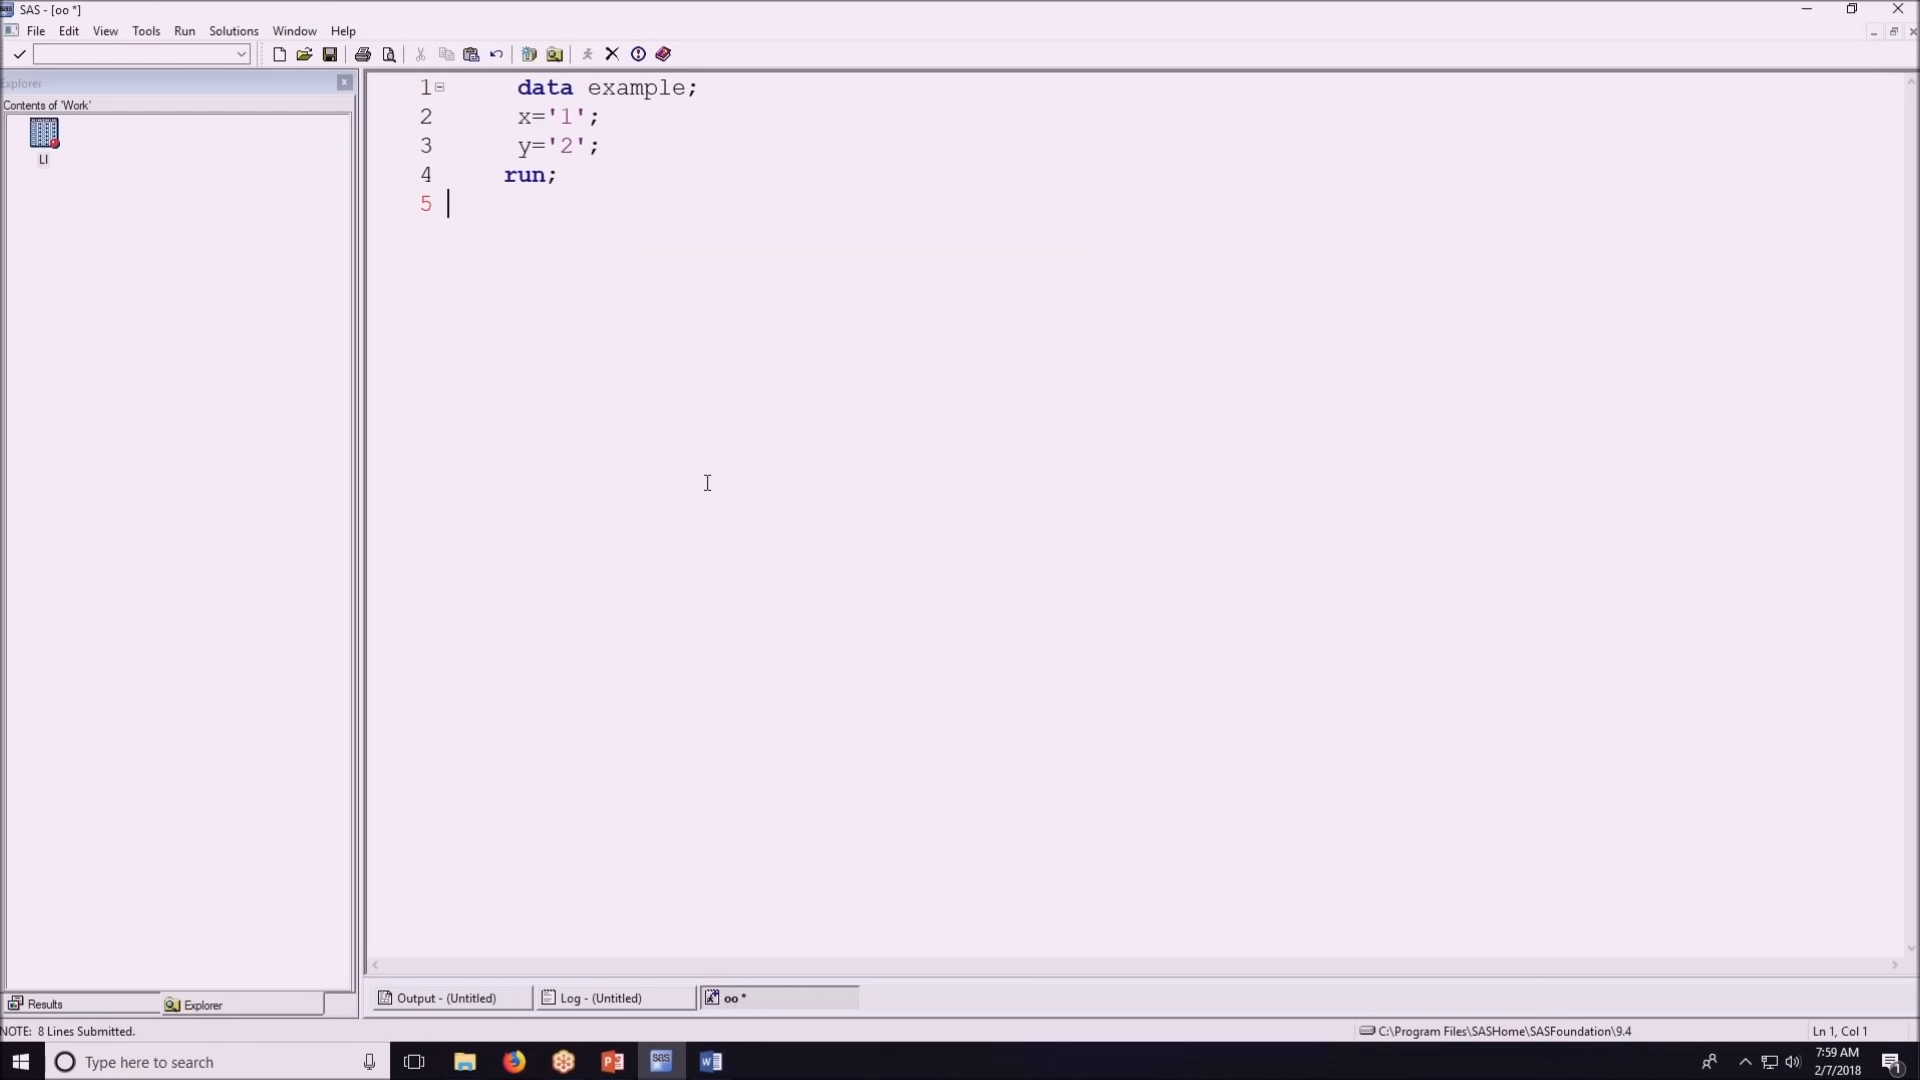 SAS - [oo *]
File Edit View Tools Run Solutions Window Help
Explorer
Contents of 'Work'
LI
1 data example;
2 x='1';
3 y='2';
4 run;
5
Results Explorer
Output - (Untitled) Log - (Untitled) oo *
NOTE: 8 Lines Submitted. C:\Program Files\SASHome\SASFoundation\9.4 Ln 1, Col 1
Type here to search
7:59 AM
2/7/2018